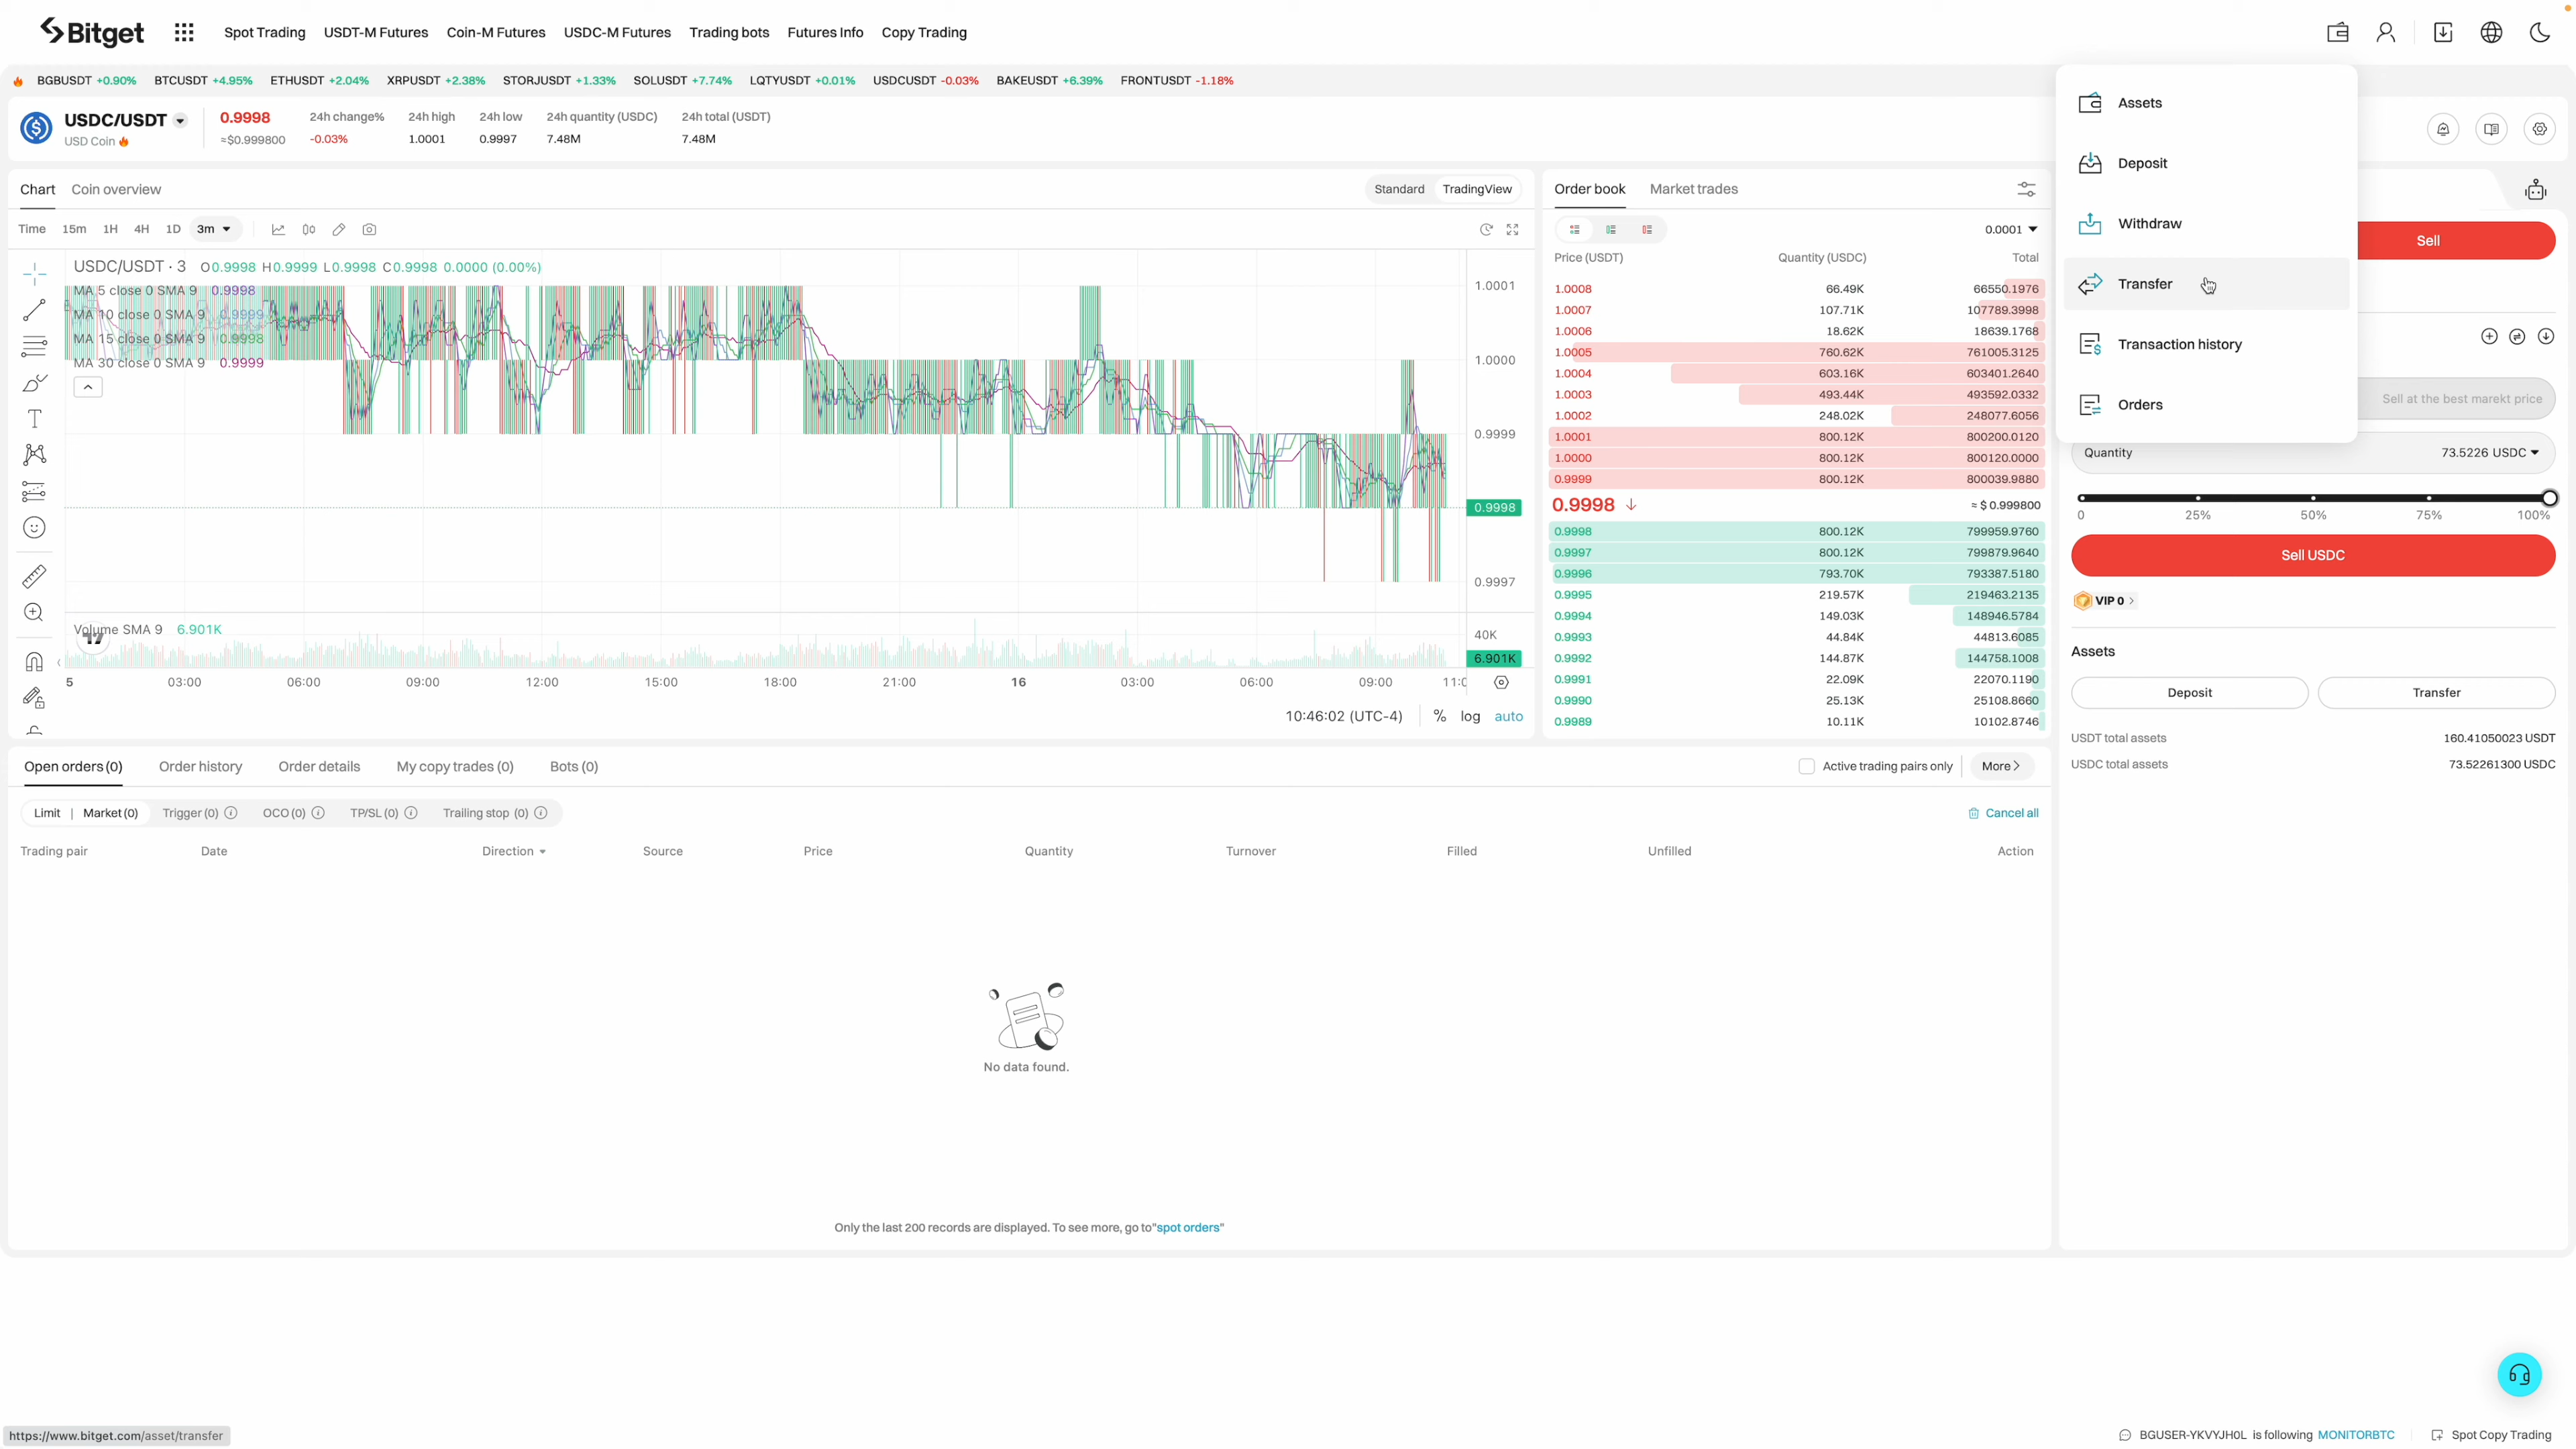 Bitget Spot Trading USDT-M Futures Coin-M Futures USDC-M Futures Trading bots Futures Info Copy Trading
BGBUSDT +0.90% BTCUSDT +4.95% ETHUSDT +2.04% XRPUSDT +2.38% STORJUSDT +1.33% SOLUSDT +7.74% LQTYUSDT +0.01% USDCUSDT -0.03% BAKEUSDT +6.39% FRONTUSDT -1.18%
USDC/USDT 0.9998 24h change% 24h high 24h low 24h quantity (USDC) 24h total (USDT)
USD Coin ≈$0.999800 -0.03% 1.0001 0.9997 7.48M 7.48M
Chart Coin overview Standard TradingView
Time 15m 1H 4H 1D 3m
USDC/USDT · 3 O0.9998 H0.9999 L0.9998 C0.9998 0.0000 (0.00%)
MA 5 close 0 SMA 9 0.9998
MA 10 close 0 SMA 9 0.9999
MA 15 close 0 SMA 9 0.9998
MA 30 close 0 SMA 9 0.9999
1.0001
1.0000
0.9999
0.9998
0.9997
Volume SMA 9 6.901K
40K
6.901K
5 03:00 06:00 09:00 12:00 15:00 18:00 21:00 16 03:00 06:00 09:00
10:46:02 (UTC-4) % log auto
Order book Market trades
0.0001
Price (USDT) Quantity (USDC) Total
1.0008 66.49K 66550.1976
1.0007 107.71K 107789.3998
1.0006 18.62K 18639.1768
1.0005 760.62K 761005.3125
1.0004 603.16K 603401.2640
1.0003 493.44K 493592.0332
1.0002 248.02K 248077.6056
1.0001 800.12K 800200.0120
1.0000 800.12K 800120.0000
0.9999 800.12K 800039.9880
0.9998 ↓ ≈ $ 0.999800
0.9998 800.12K 799959.9760
0.9997 800.12K 799879.9640
0.9996 793.70K 793387.5180
0.9995 219.57K 219463.2135
0.9994 149.03K 148946.5784
0.9993 44.84K 44813.6085
0.9992 144.87K 144758.1008
0.9991 22.09K 22070.1190
0.9990 25.13K 25108.8660
0.9989 10.11K 10102.8746
Assets
Deposit
Withdraw
Transfer
Transaction history
Orders
Sell
Sell at the best marekt price
Quantity 73.5226 USDC
0 25% 50% 75% 100%
Sell USDC
VIP 0 >
Assets
Deposit Transfer
USDT total assets 160.41050023 USDT
USDC total assets 73.52261300 USDC
Open orders (0) Order history Order details My copy trades (0) Bots (0) Active trading pairs only More >
Limit | Market (0) Trigger (0) OCO (0) TP/SL (0) Trailing stop (0) Cancel all
Trading pair Date Direction Source Price Quantity Turnover Filled Unfilled Action
No data found.
Only the last 200 records are displayed. To see more, go to"spot orders"
https://www.bitget.com/asset/transfer
BGUSER-YKVYJH0L is following MONITORBTC Spot Copy Trading